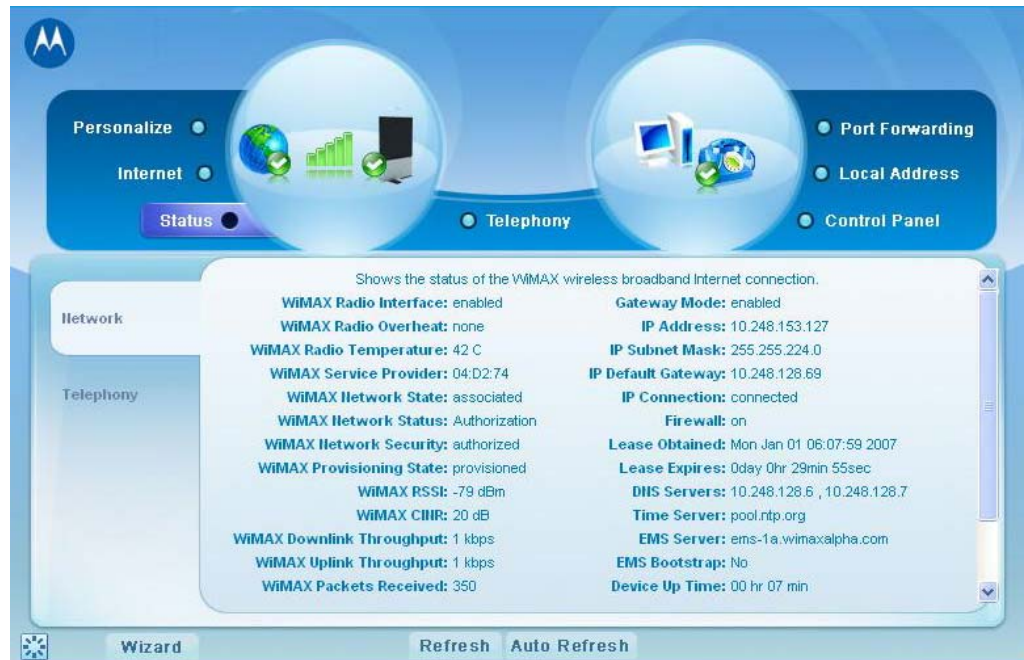 Personalize
Internet
Status
Telephony
Port Forwarding
Local Address
Control Panel
Network
Telephony
Shows the status of the WiMAX wireless broadband Internet connection.
WiMAX Radio Interface: enabled
WiMAX Radio Overheat: none
WiMAX Radio Temperature: 42 C
WiMAX Service Provider: 04:D2:74
WiMAX Network State: associated
WiMAX Network Status: Authorization
WiMAX Network Security: authorized
WiMAX Provisioning State: provisioned
WiMAX RSSI: -79 dBm
WiMAX CINR: 20 dB
WiMAX Downlink Throughput: 1 kbps
WiMAX Uplink Throughput: 1 kbps
WiMAX Packets Received: 350
Gateway Mode: enabled
IP Address: 10.248.153.127
IP Subnet Mask: 255.255.224.0
IP Default Gateway: 10.248.128.69
IP Connection: connected
Firewall: on
Lease Obtained: Mon Jan 01 06:07:59 2007
Lease Expires: 0day 0hr 29min 55sec
DNS Servers: 10.248.128.6 , 10.248.128.7
Time Server: pool.ntp.org
EMS Server: ems-1a.wimaxalpha.com
EMS Bootstrap: No
Device Up Time: 00 hr 07 min
Wizard
Refresh
Auto Refresh